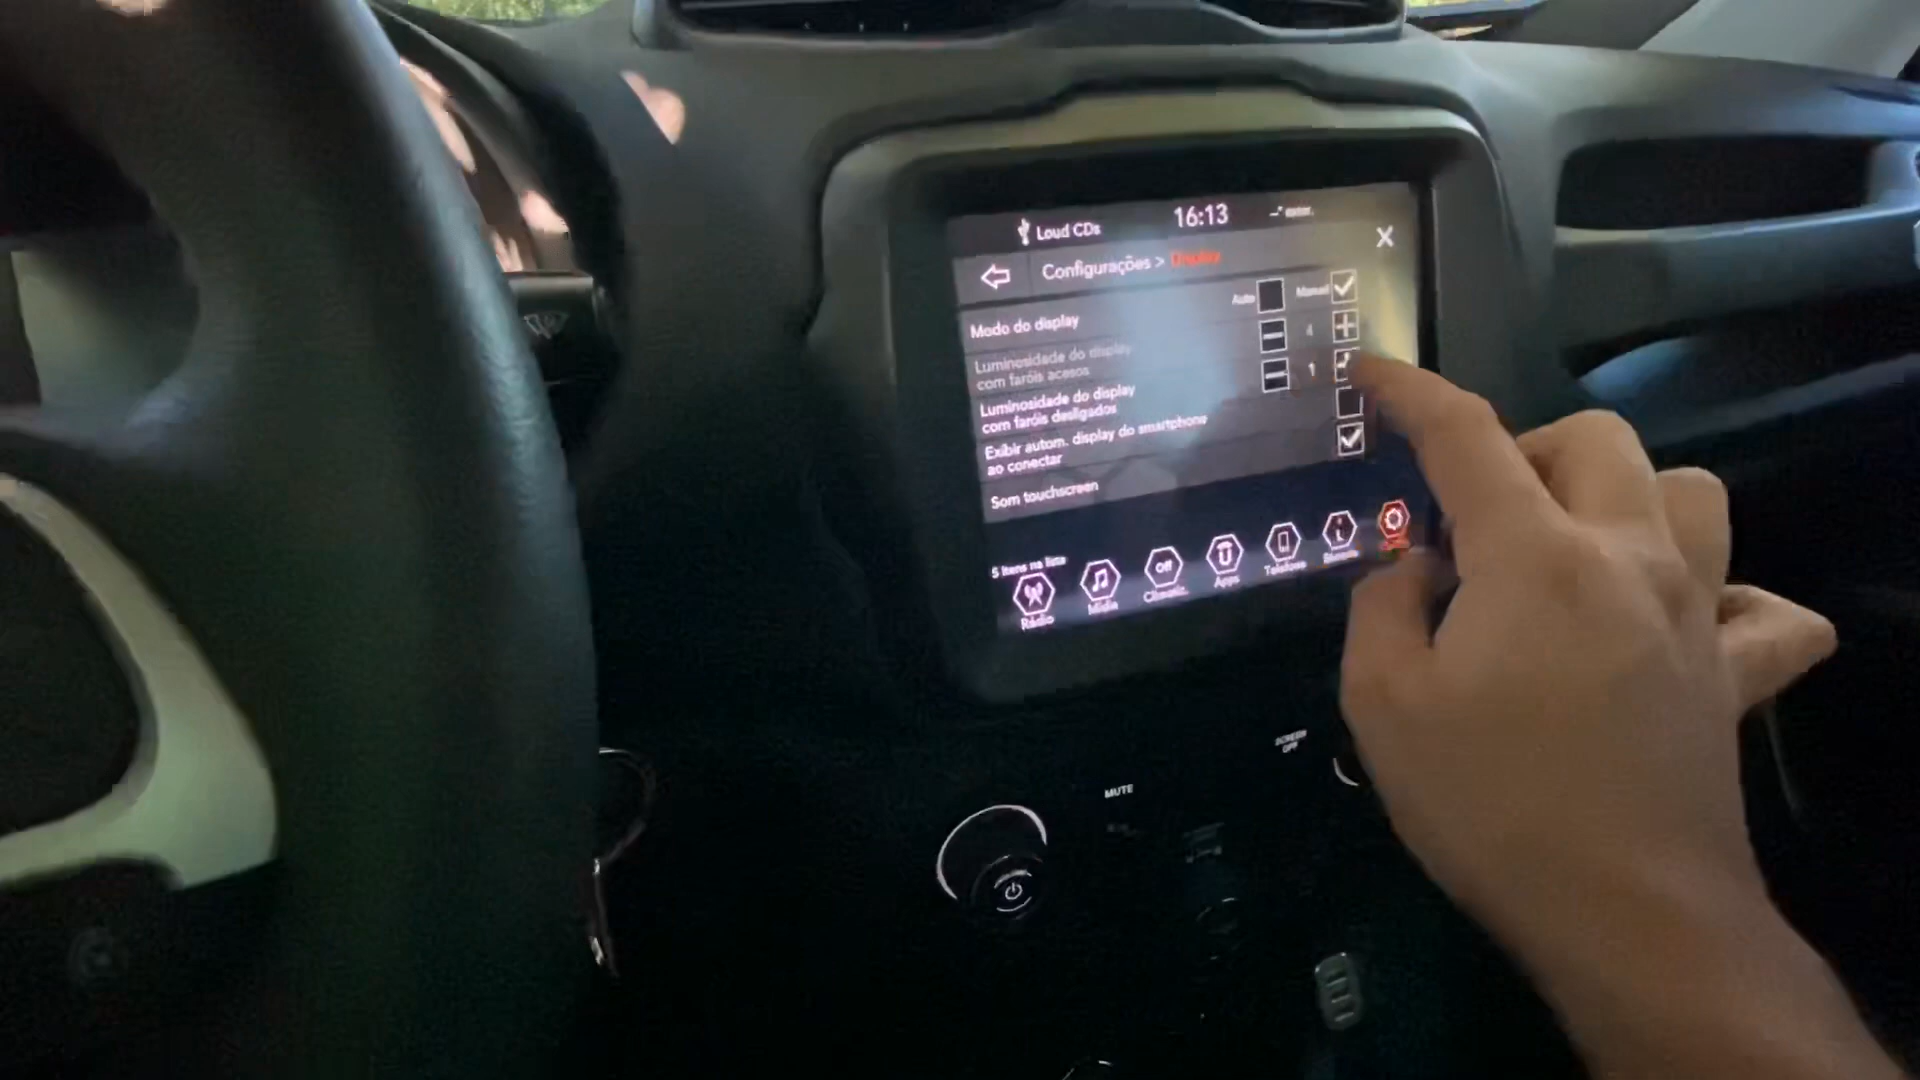 Loud CDs
16:13
--° exter.
X
Configurações > Display
Modo do display
Auto
Manual
Luminosidade do display
com faróis acesos
4
Luminosidade do display
com faróis desligados
1
Exibir autom. display do smartphone
ao conectar
Som touchscreen
5 itens na lista
Rádio
Mídia
Off
Climatiz.
Apps
Telefone
MUTE
SCREEN
OFF